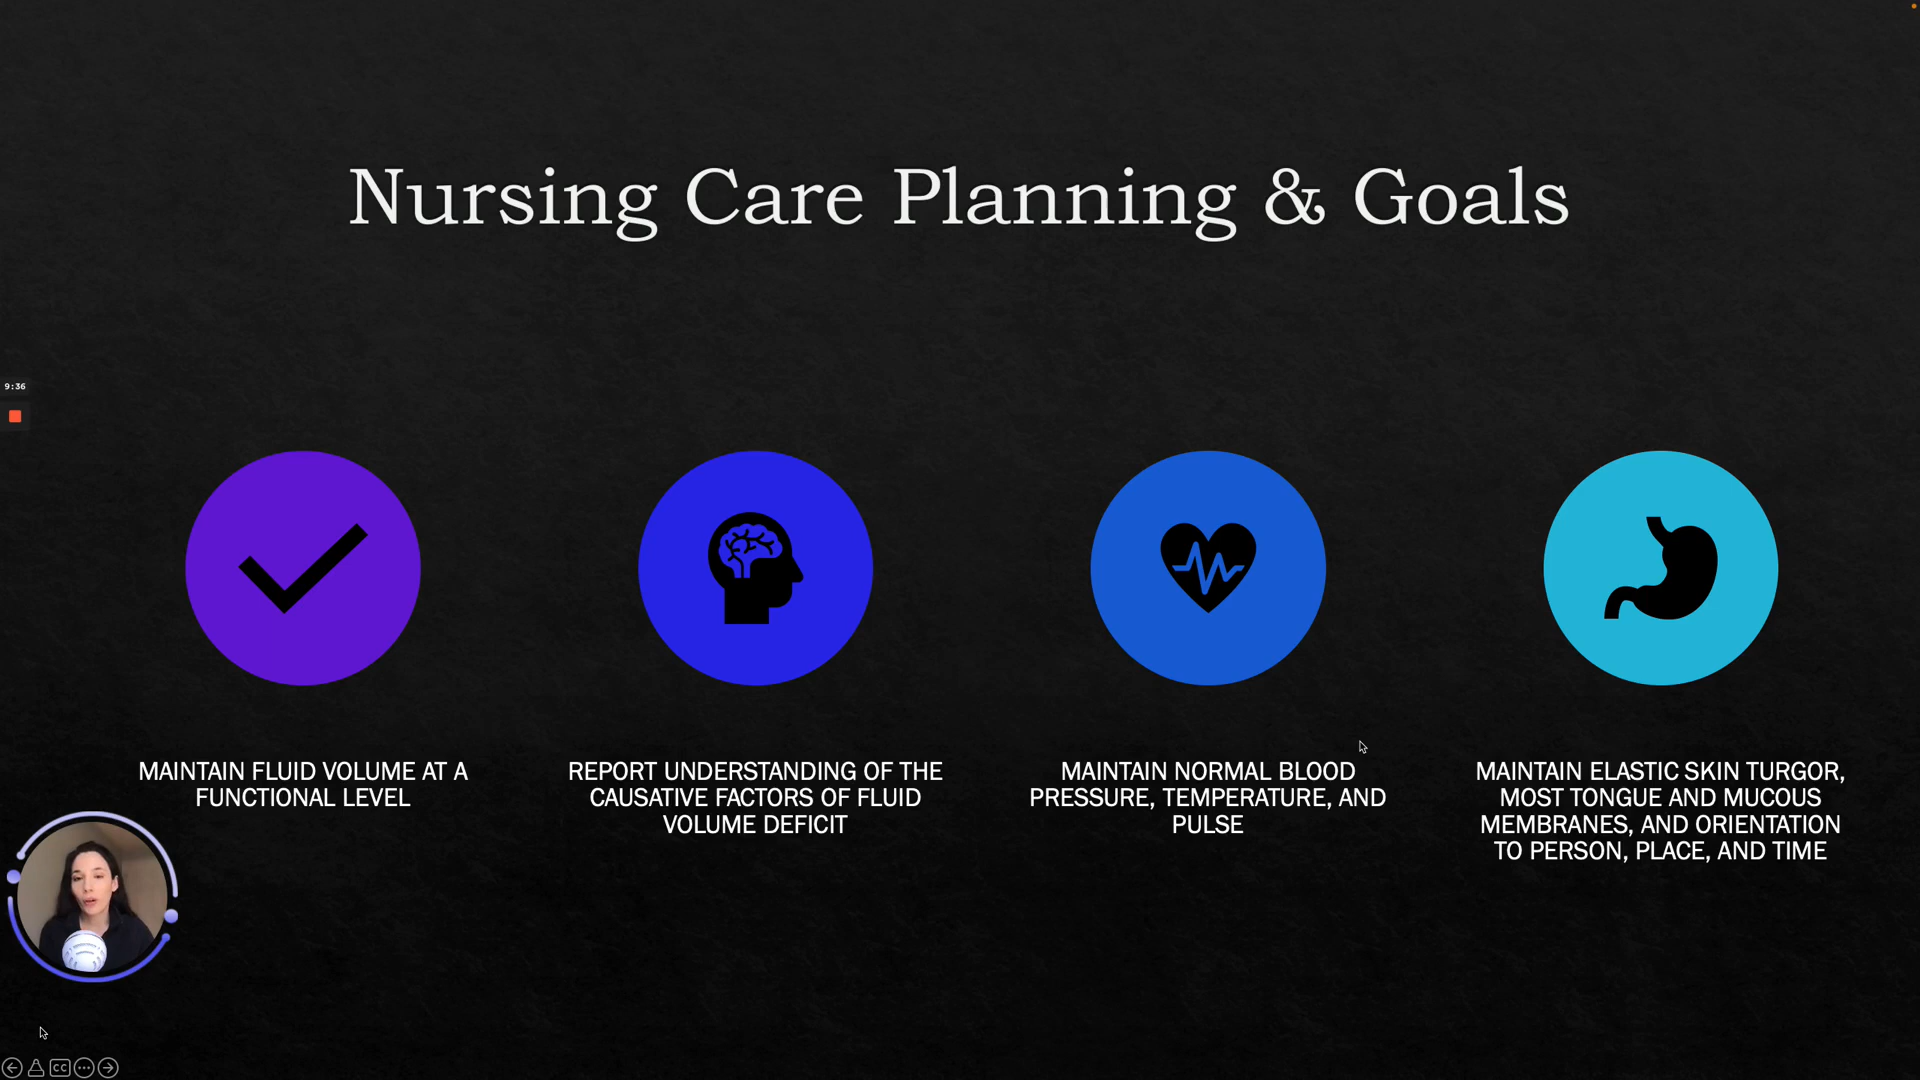 Nursing Care Planning & Goals
9:36
MAINTAIN FLUID VOLUME AT A
FUNCTIONAL LEVEL
REPORT UNDERSTANDING OF THE
CAUSATIVE FACTORS OF FLUID
VOLUME DEFICIT
MAINTAIN NORMAL BLOOD
PRESSURE, TEMPERATURE, AND
PULSE
MAINTAIN ELASTIC SKIN TURGOR,
MOST TONGUE AND MUCOUS
MEMBRANES, AND ORIENTATION
TO PERSON, PLACE, AND TIME
CC